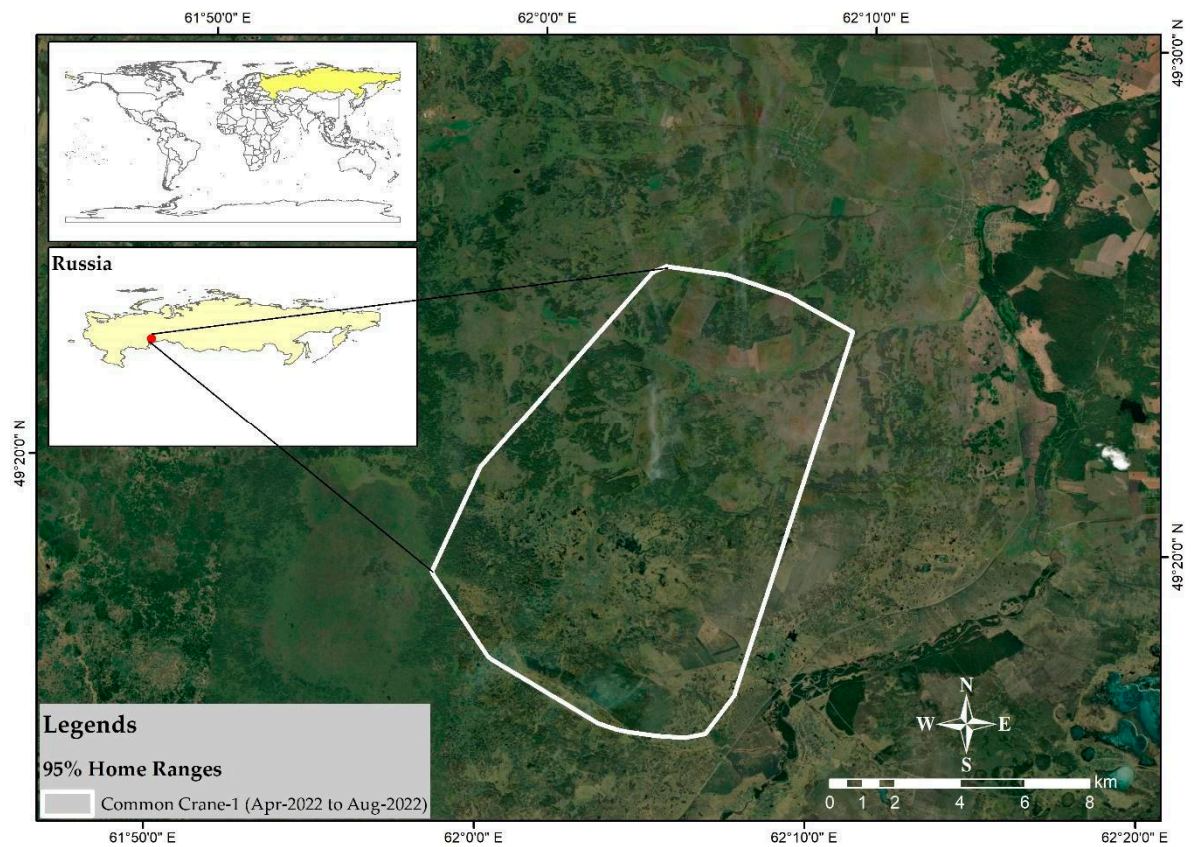 61°50'0" E 62°0'0" E 62°10'0" E
49°30'0" N
Russia
49°20'0" N
49°20'0" N
N
W E
S
Legends
95% Home Ranges
Common Crane-1 (Apr-2022 to Aug-2022)
km
0 1 2 4 6 8
61°50'0" E 62°0'0" E 62°10'0" E 62°20'0" E